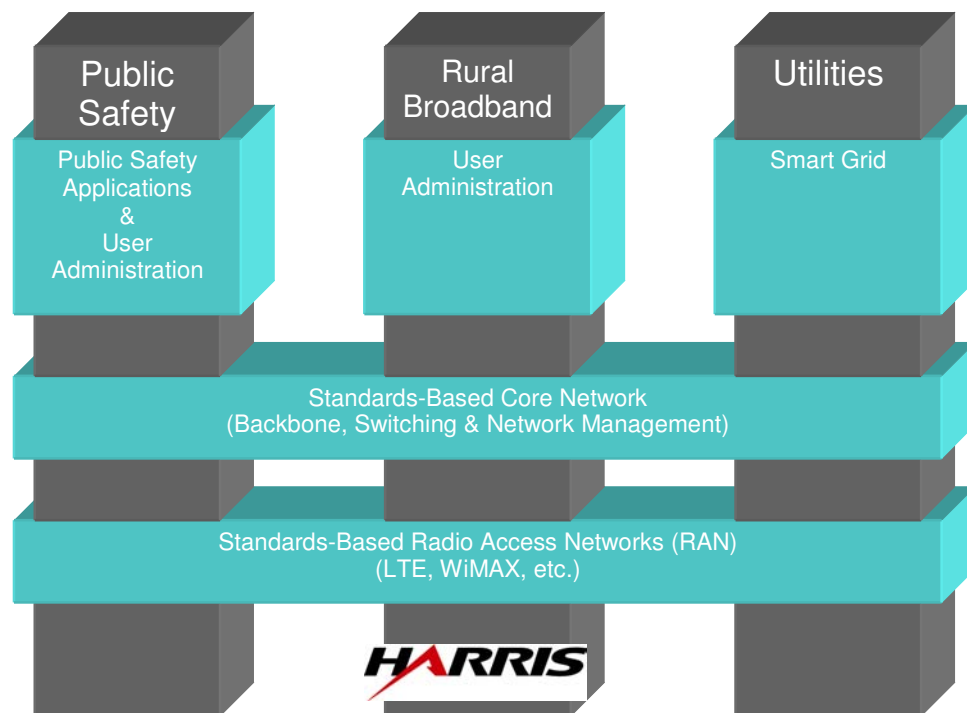 Public
Safety
Rural
Broadband
Utilities
Public Safety
Applications
&
User
Administration
User
Administration
Smart Grid
Standards-Based Core Network
(Backbone, Switching & Network Management)
Standards-Based Radio Access Networks (RAN)
(LTE, WiMAX, etc.)
HARRIS